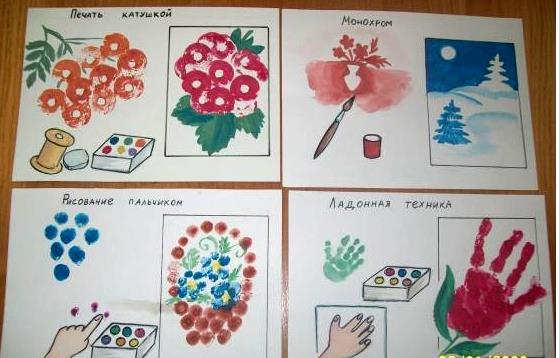 Печать катушкой
Монохром
Рисование пальчиком
Ладонная техника